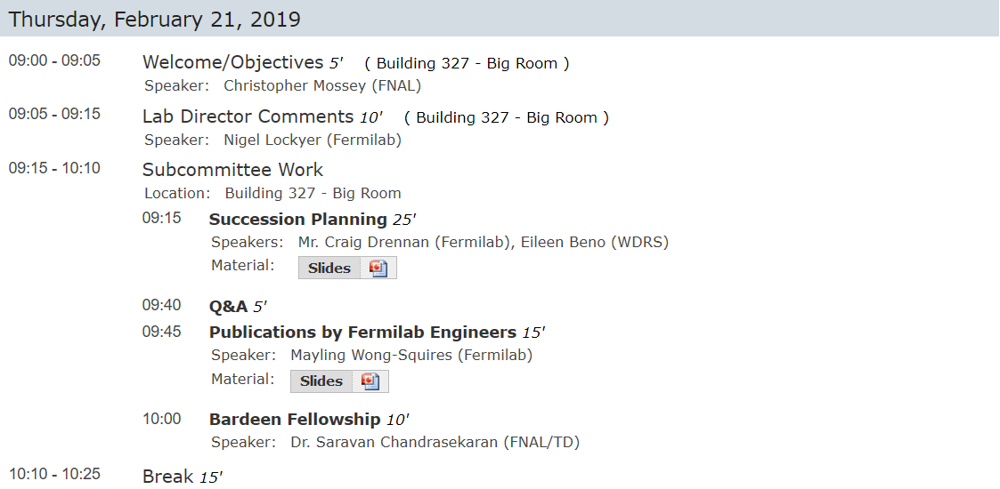 Thursday, February 21, 2019
09:00 - 09:05 Welcome/Objectives 5' ( Building 327 - Big Room )
Speaker: Christopher Mossey (FNAL)
09:05 - 09:15 Lab Director Comments 10' ( Building 327 - Big Room )
Speaker: Nigel Lockyer (Fermilab)
09:15 - 10:10 Subcommittee Work
Location: Building 327 - Big Room
09:15 Succession Planning 25'
Speakers: Mr. Craig Drennan (Fermilab), Eileen Beno (WDRS)
Material: Slides
09:40 Q&A 5'
09:45 Publications by Fermilab Engineers 15'
Speaker: Mayling Wong-Squires (Fermilab)
Material: Slides
10:00 Bardeen Fellowship 10'
Speaker: Dr. Saravan Chandrasekaran (FNAL/TD)
10:10 - 10:25 Break 15'